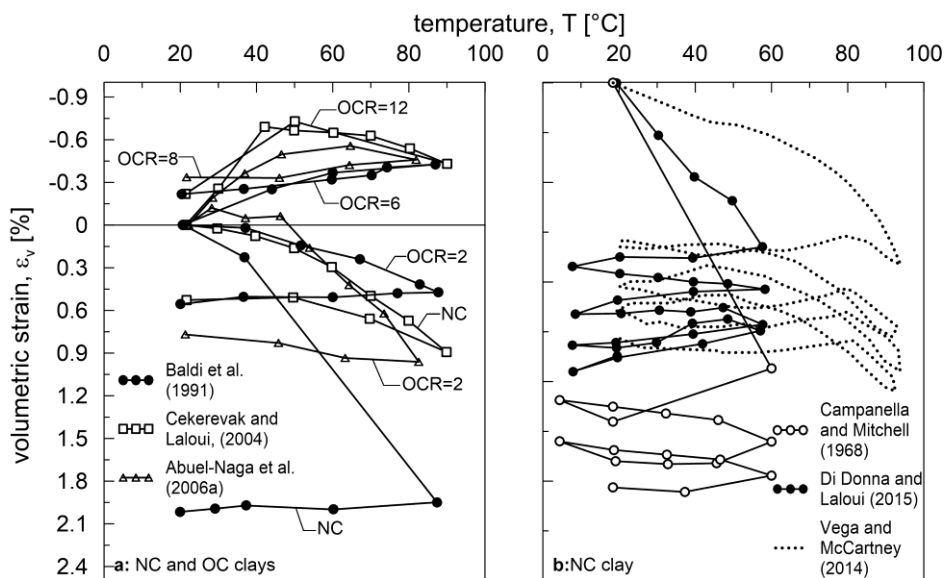 temperature, T [°C]
0 20 40 60 80 100 0 20 40 60 80 100
volumetric strain, εv [%]
-0.9
-0.6
-0.3
0
0.3
0.6
0.9
1.2
1.5
1.8
2.1
2.4
OCR=12
OCR=8
OCR=6
OCR=2
NC
OCR=2
Baldi et al.
(1991)
Cekerevak and
Laloui, (2004)
Abuel-Naga et al.
(2006a)
NC
a: NC and OC clays
Campanella
and Mitchell
(1968)
Di Donna and
Laloui (2015)
Vega and
McCartney
(2014)
b:NC clay